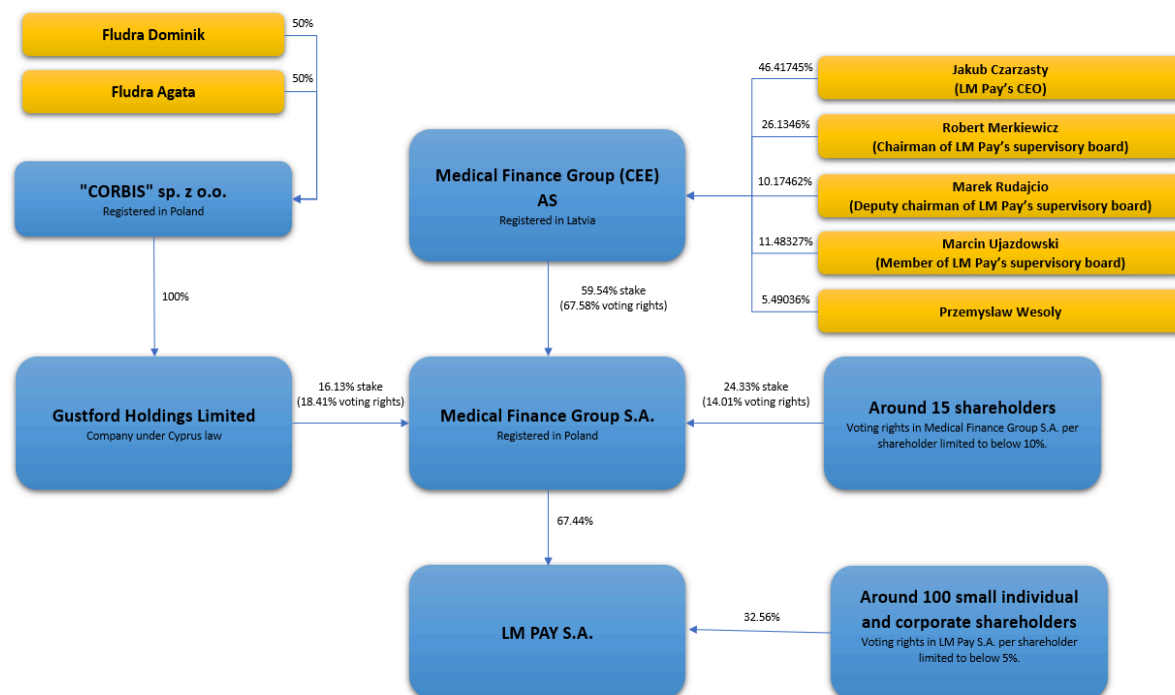 Fludra Dominik
50%
Fludra Agata
50%
46.41745%
Jakub Czarzasty
(LM Pay's CEO)
26.1346%
Robert Merkiewicz
(Chairman of LM Pay's supervisory board)
10.17462%
Marek Rudajcio
(Deputy chairman of LM Pay's supervisory board)
11.48327%
Marcin Ujazdowski
(Member of LM Pay's supervisory board)
5.49036%
Przemyslaw Wesoly
"CORBIS" sp. z o.o.
Registered in Poland
Medical Finance Group (CEE)
AS
Registered in Latvia
100%
59.54% stake
(67.58% voting rights)
Gustford Holdings Limited
Company under Cyprus law
16.13% stake
(18.41% voting rights)
Medical Finance Group S.A.
Registered in Poland
24.33% stake
(14.01% voting rights)
Around 15 shareholders
Voting rights in Medical Finance Group S.A. per
shareholder limited to below 10%.
67.44%
LM PAY S.A.
32.56%
Around 100 small individual
and corporate shareholders
Voting rights in LM Pay S.A. per shareholder
limited to below 5%.